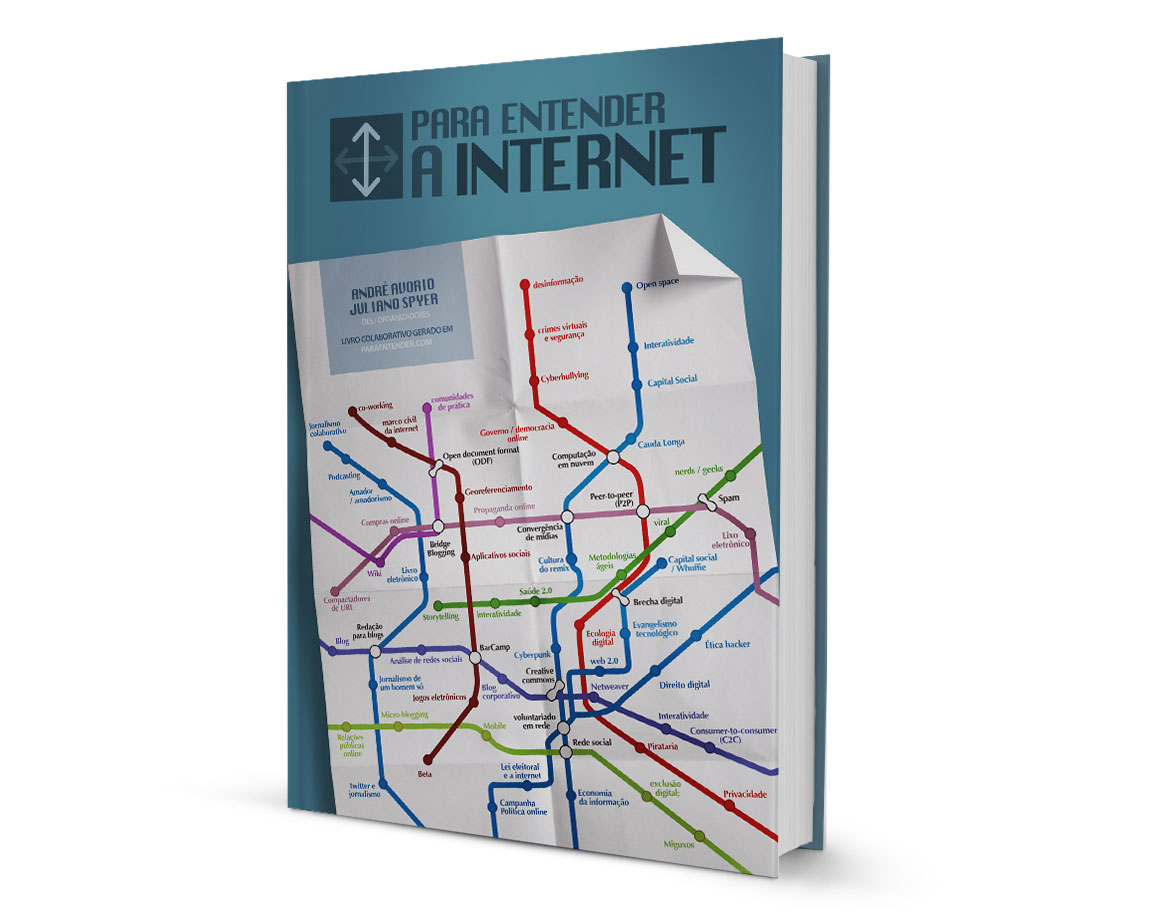 PARA ENTENDER
A INTERNET
ANDRÉ AVORIO
JULIANO SPYER
DES / ORGANIZADORES
LIVRO COLABORATIVO GERADO EM
PARAENTENDER.COM
desinformação
Open space
crimes virtuais
e segurança
Interatividade
Cyberbullying
Capital Social
co-working
comunidades
de prática
Jornalismo
colaborativo
marco civil
da internet
Governo / democracia
online
Cauda Longa
Open document format
(ODF)
Computação
em nuvem
nerds / geeks
Podcasting
Amador
/ amadorismo
Georeferenciamento
Peer-to-peer
(P2P)
Spam
Propaganda online
Compras online
Convergência
de mídias
viral
Lixo
eletrônico
Bridge
Blogging
Aplicativos sociais
Cultura
do remix
Metodologias
ágeis
Capital social
/ Whuffie
Wiki
Livro
eletrônico
Compactadores
de URL
Saúde 2.0
Storytelling
interatividade
Brecha digital
Redação
para blogs
Evangelismo
tecnológico
Blog
Ecologia
digital
Ética hacker
BarCamp
Cyberpunk
Análise de redes sociais
web 2.0
Creative
commons
Jornalismo de
um homem só
Blog
corporativo
Netweaver
Direito digital
Jogos eletrônicos
Micro-blogging
voluntariado
em rede
Interatividade
Mobile
Consumer-to-consumer
(C2C)
Relações
públicas
online
Rede social
Pirataria
Beta
Lei eleitoral
e a internet
Twitter e
jornalismo
exclusão
digital;
Privacidade
Economia
da informação
Campanha
Política online
Miguxos